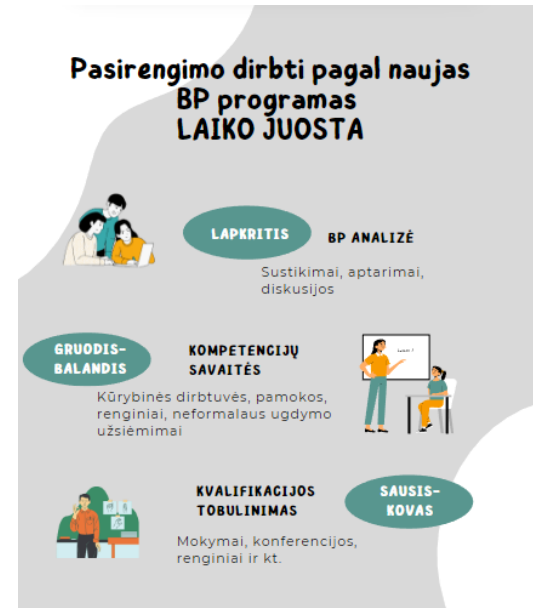 Pasirengimo dirbti pagal naujas
BP programas
LAIKO JUOSTA
LAPKRITIS
BP ANALIZĖ
Sustikimai, aptarimai,
diskusijos
GRUODIS-
BALANDIS
KOMPETENCIJŲ
SAVAITĖS
Kūrybinės dirbtuvės, pamokos,
renginiai, neformalaus ugdymo
užsiėmimai
KVALIFIKACIJOS
TOBULINIMAS
SAUSIS-
KOVAS
Mokymai, konferencijos,
renginiai ir kt.